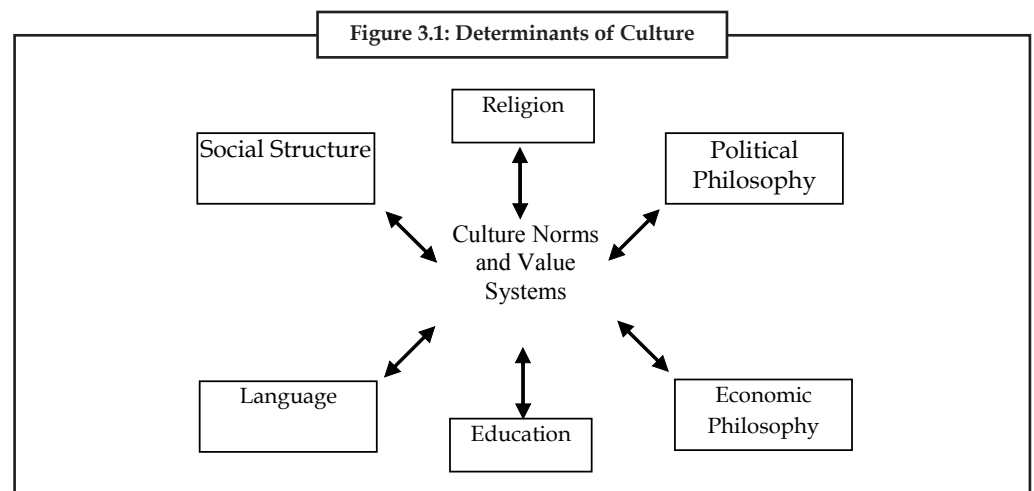 Figure 3.1: Determinants of Culture
Religion
Social Structure
Political
Philosophy
Culture Norms
and Value
Systems
Language
Education
Economic
Philosophy